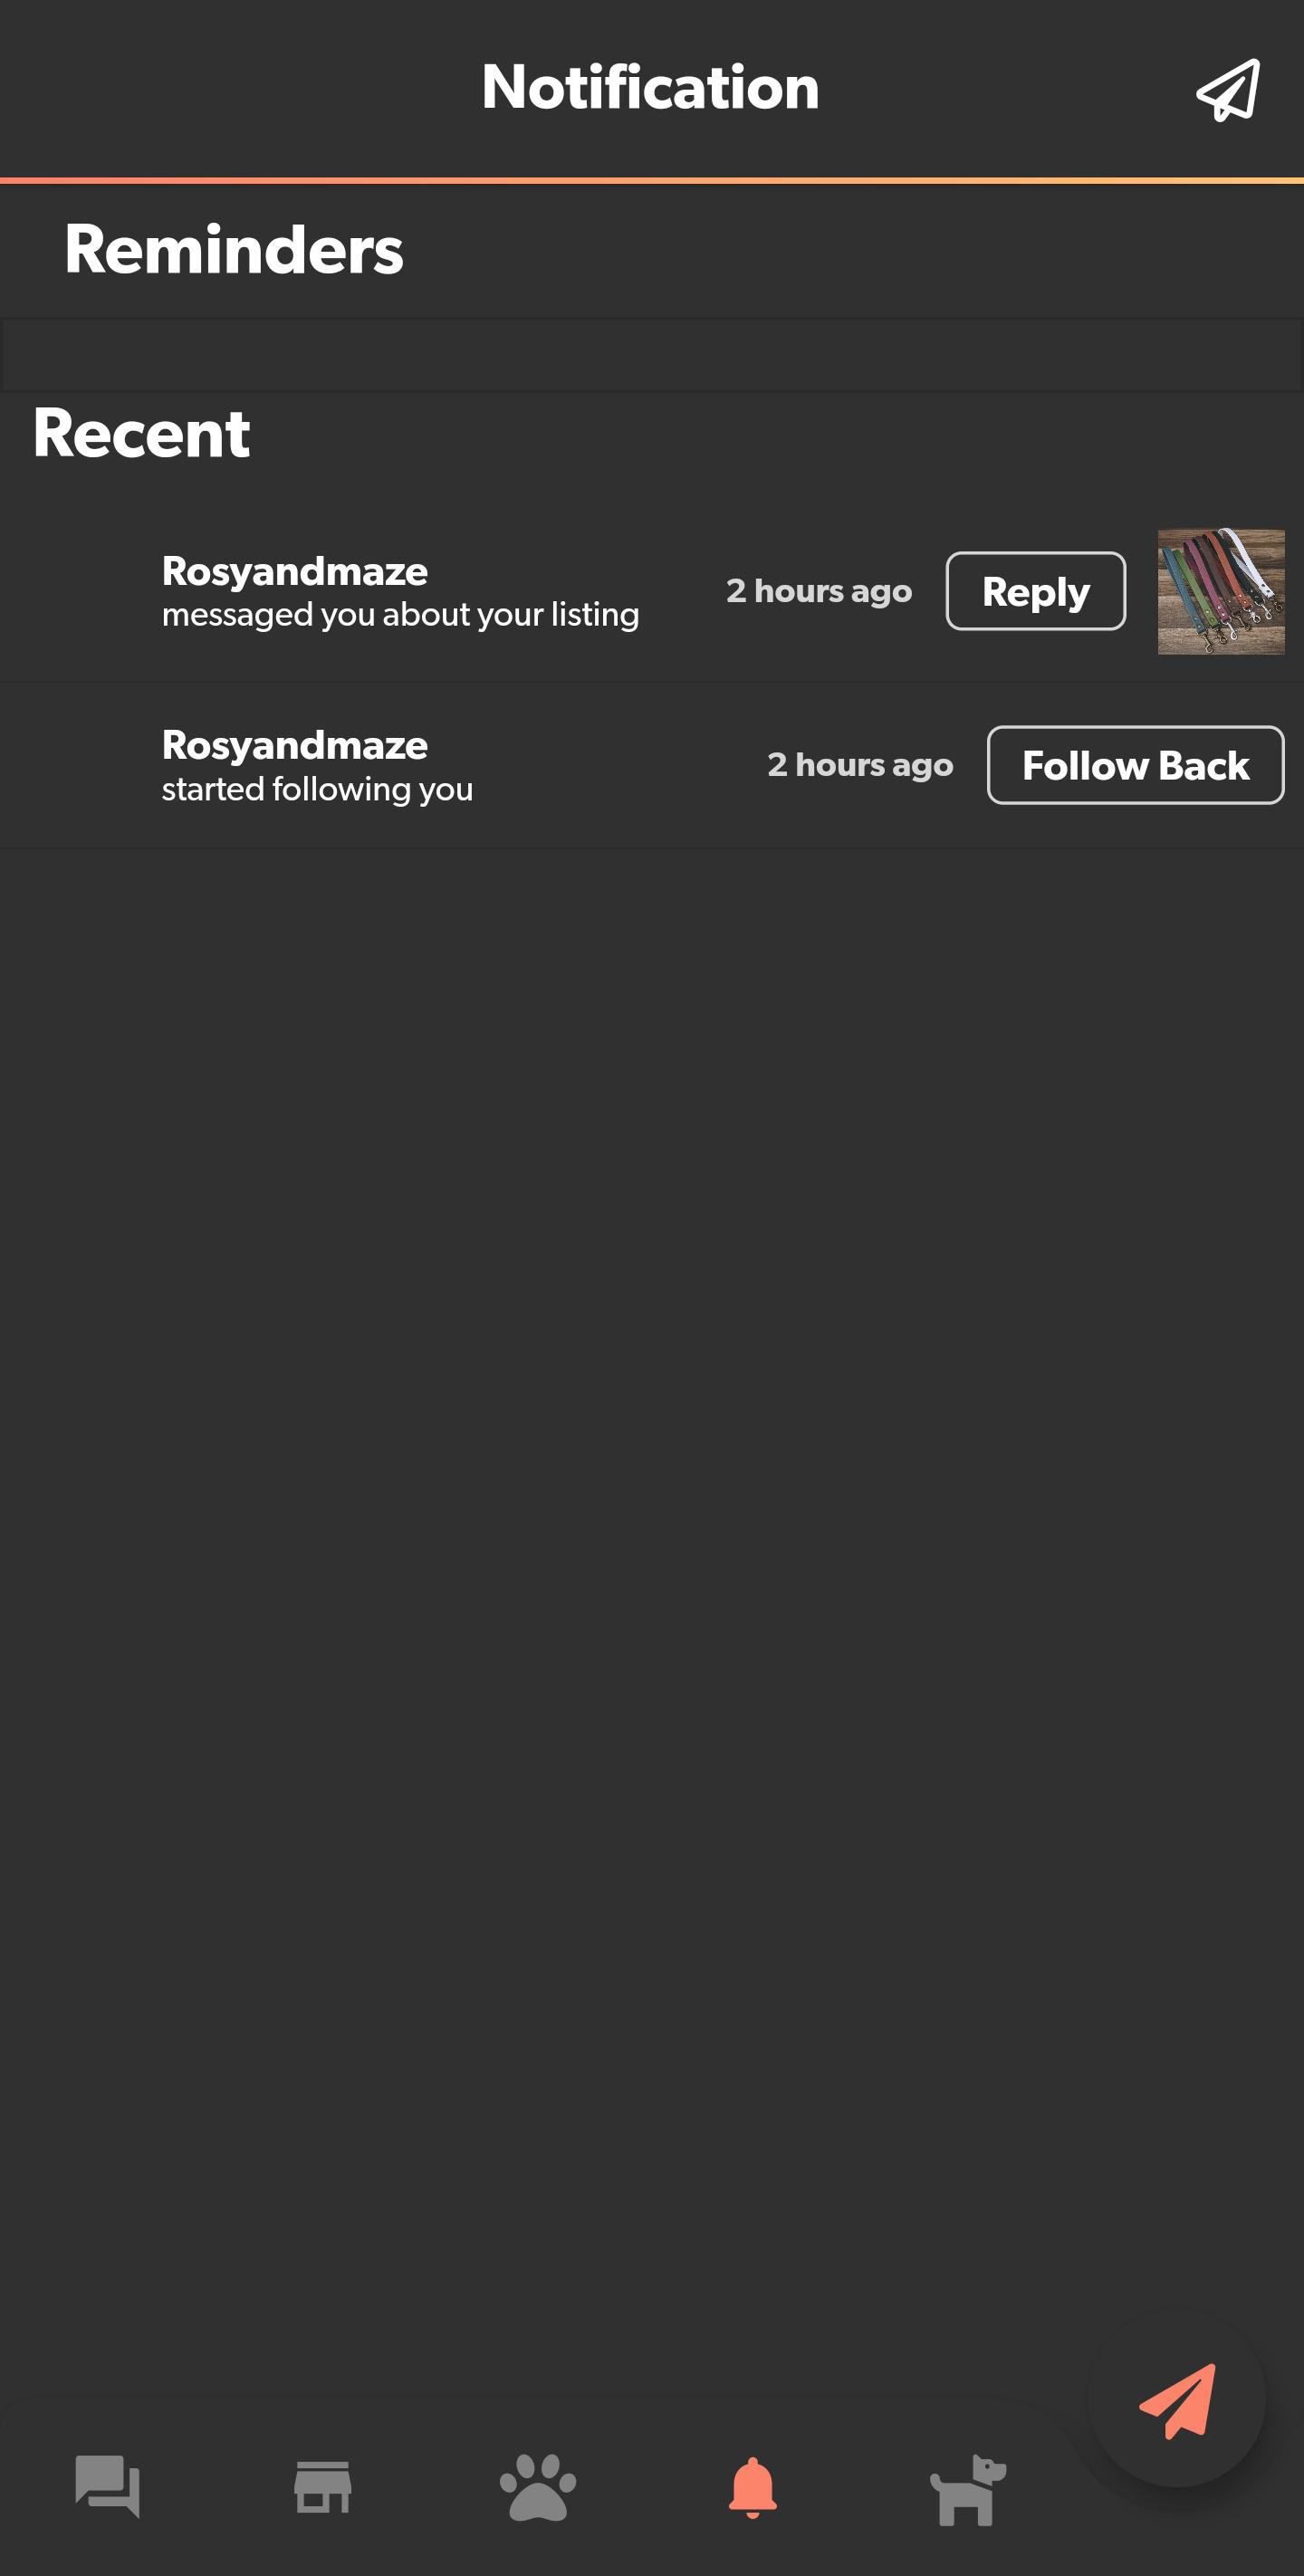 Notification
Reminders
Recent
Rosyandmaze
messaged you about your listing
2 hours ago
Reply
Rosyandmaze
started following you
2 hours ago
Follow Back